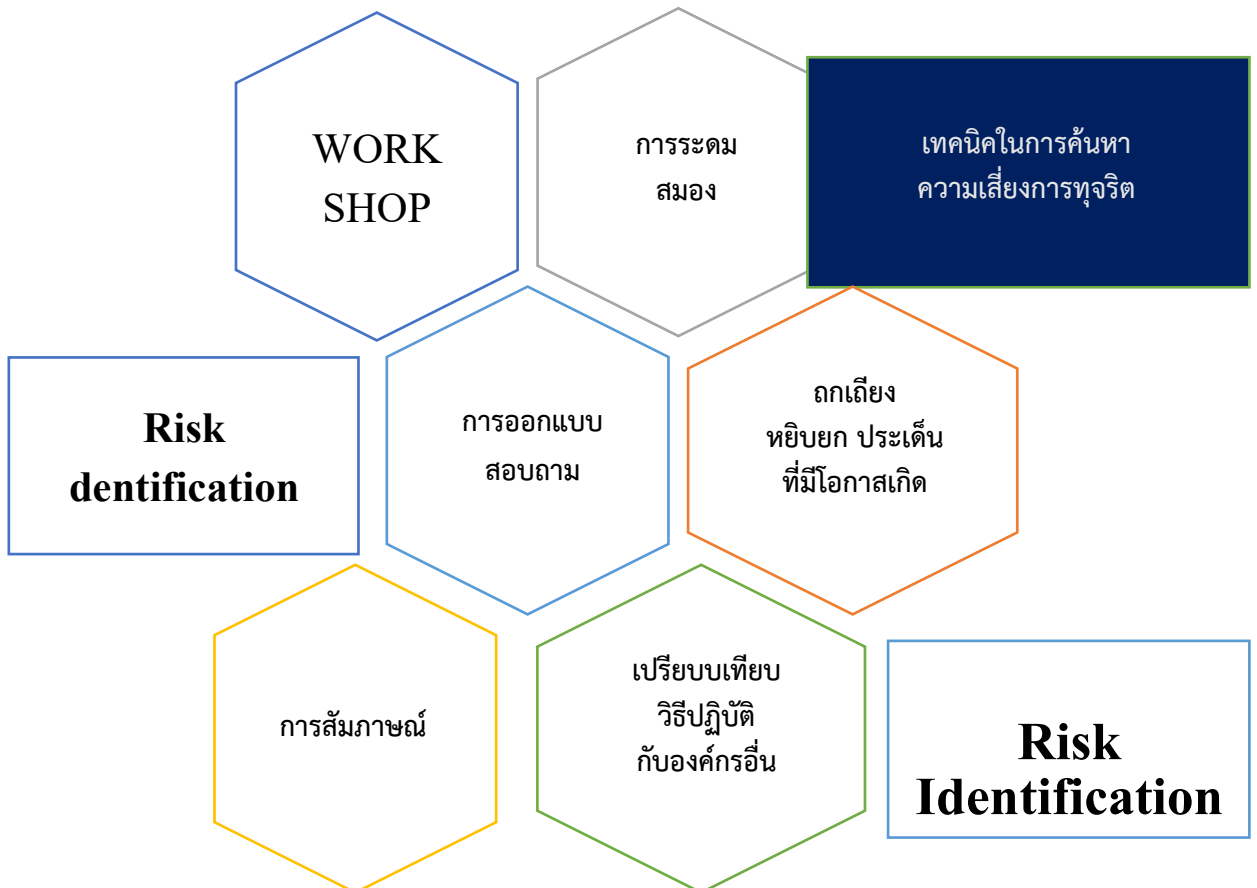 WORK
SHOP
การระดม
สมอง
เทคนิคในการค้นหา
ความเสี่ยงการทุจริต
Risk
dentification
การออกแบบ
สอบถาม
ถกเถียง
หยิบยก ประเด็น
ที่มีโอกาสเกิด
การสัมภาษณ์
เปรียบบเทียบ
วิธีปฏิบัติ
กับองค์กรอื่น
Risk
Identification